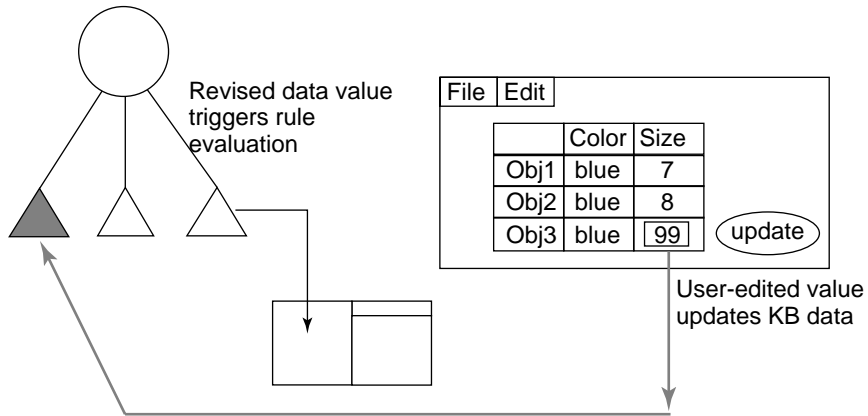 Revised data value
triggers rule
evaluation
File Edit
Color Size
Obj1 blue 7
Obj2 blue 8
Obj3 blue 99
update
User-edited value
updates KB data